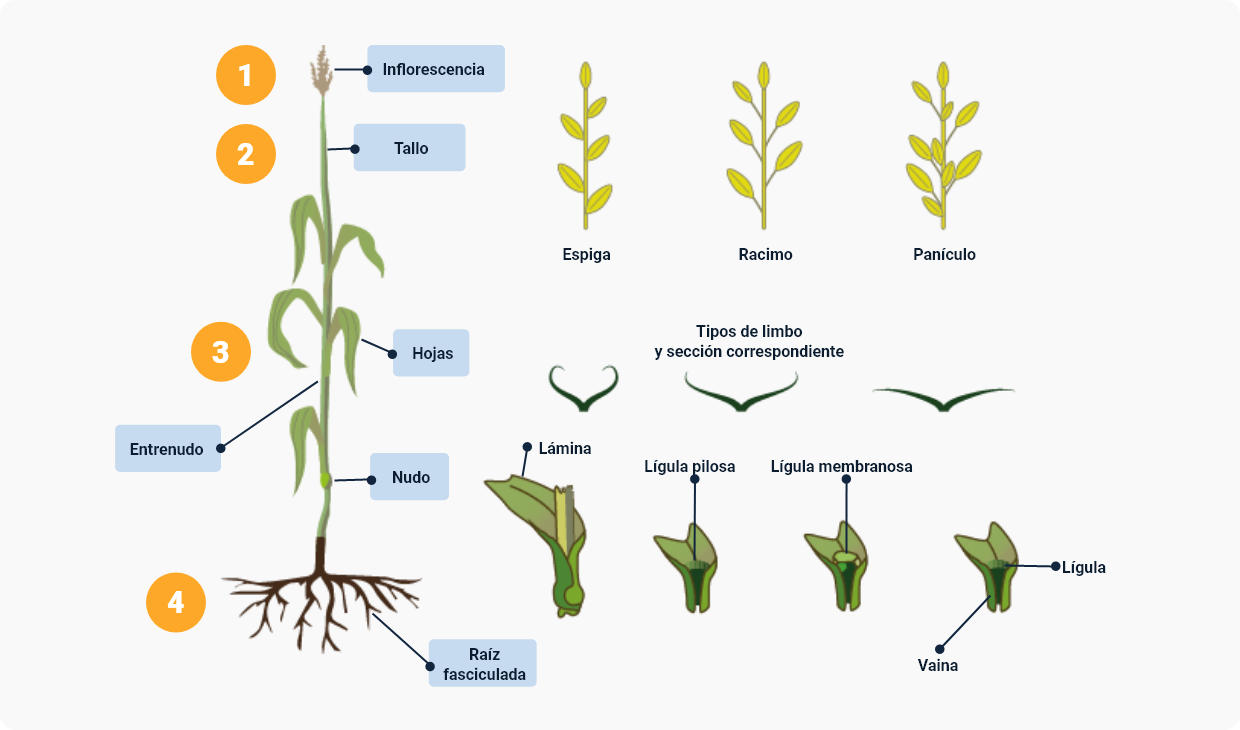 1
Inflorescencia
2
Tallo
3
Hojas
Entrenudo
Nudo
4
Raíz
fasciculada
Espiga
Racimo
Panículo
Tipos de limbo
y sección correspondiente
Lámina
Lígula pilosa
Lígula membranosa
Lígula
Vaina